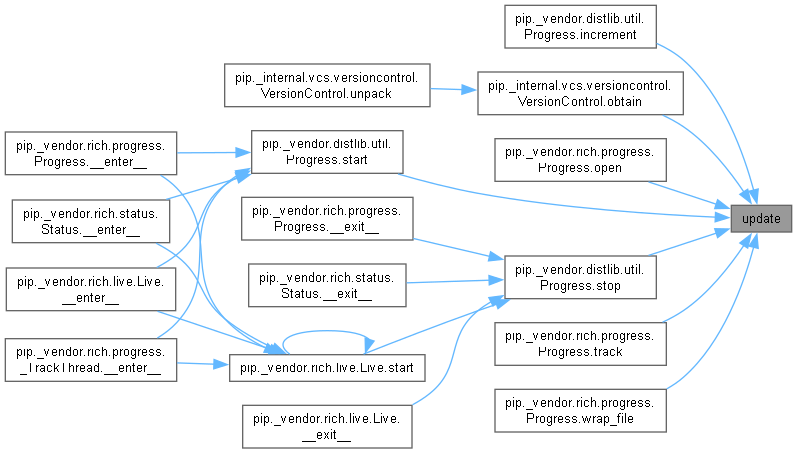 pip._vendor.distlib.util.
Progress.increment
pip._internal.vcs.versioncontrol.
VersionControl.unpack
pip._internal.vcs.versioncontrol.
VersionControl.obtain
pip._vendor.rich.progress.
Progress.__enter__
pip._vendor.distlib.util.
Progress.start
pip._vendor.rich.progress.
Progress.open
pip._vendor.rich.status.
Status.__enter__
pip._vendor.rich.progress.
Progress.__exit__
update
pip._vendor.rich.live.Live.
__enter__
pip._vendor.rich.status.
Status.__exit__
pip._vendor.distlib.util.
Progress.stop
pip._vendor.rich.progress.
_TrackThread.__enter__
pip._vendor.rich.live.Live.start
pip._vendor.rich.progress.
Progress.track
pip._vendor.rich.live.Live.
__exit__
pip._vendor.rich.progress.
Progress.wrap_file